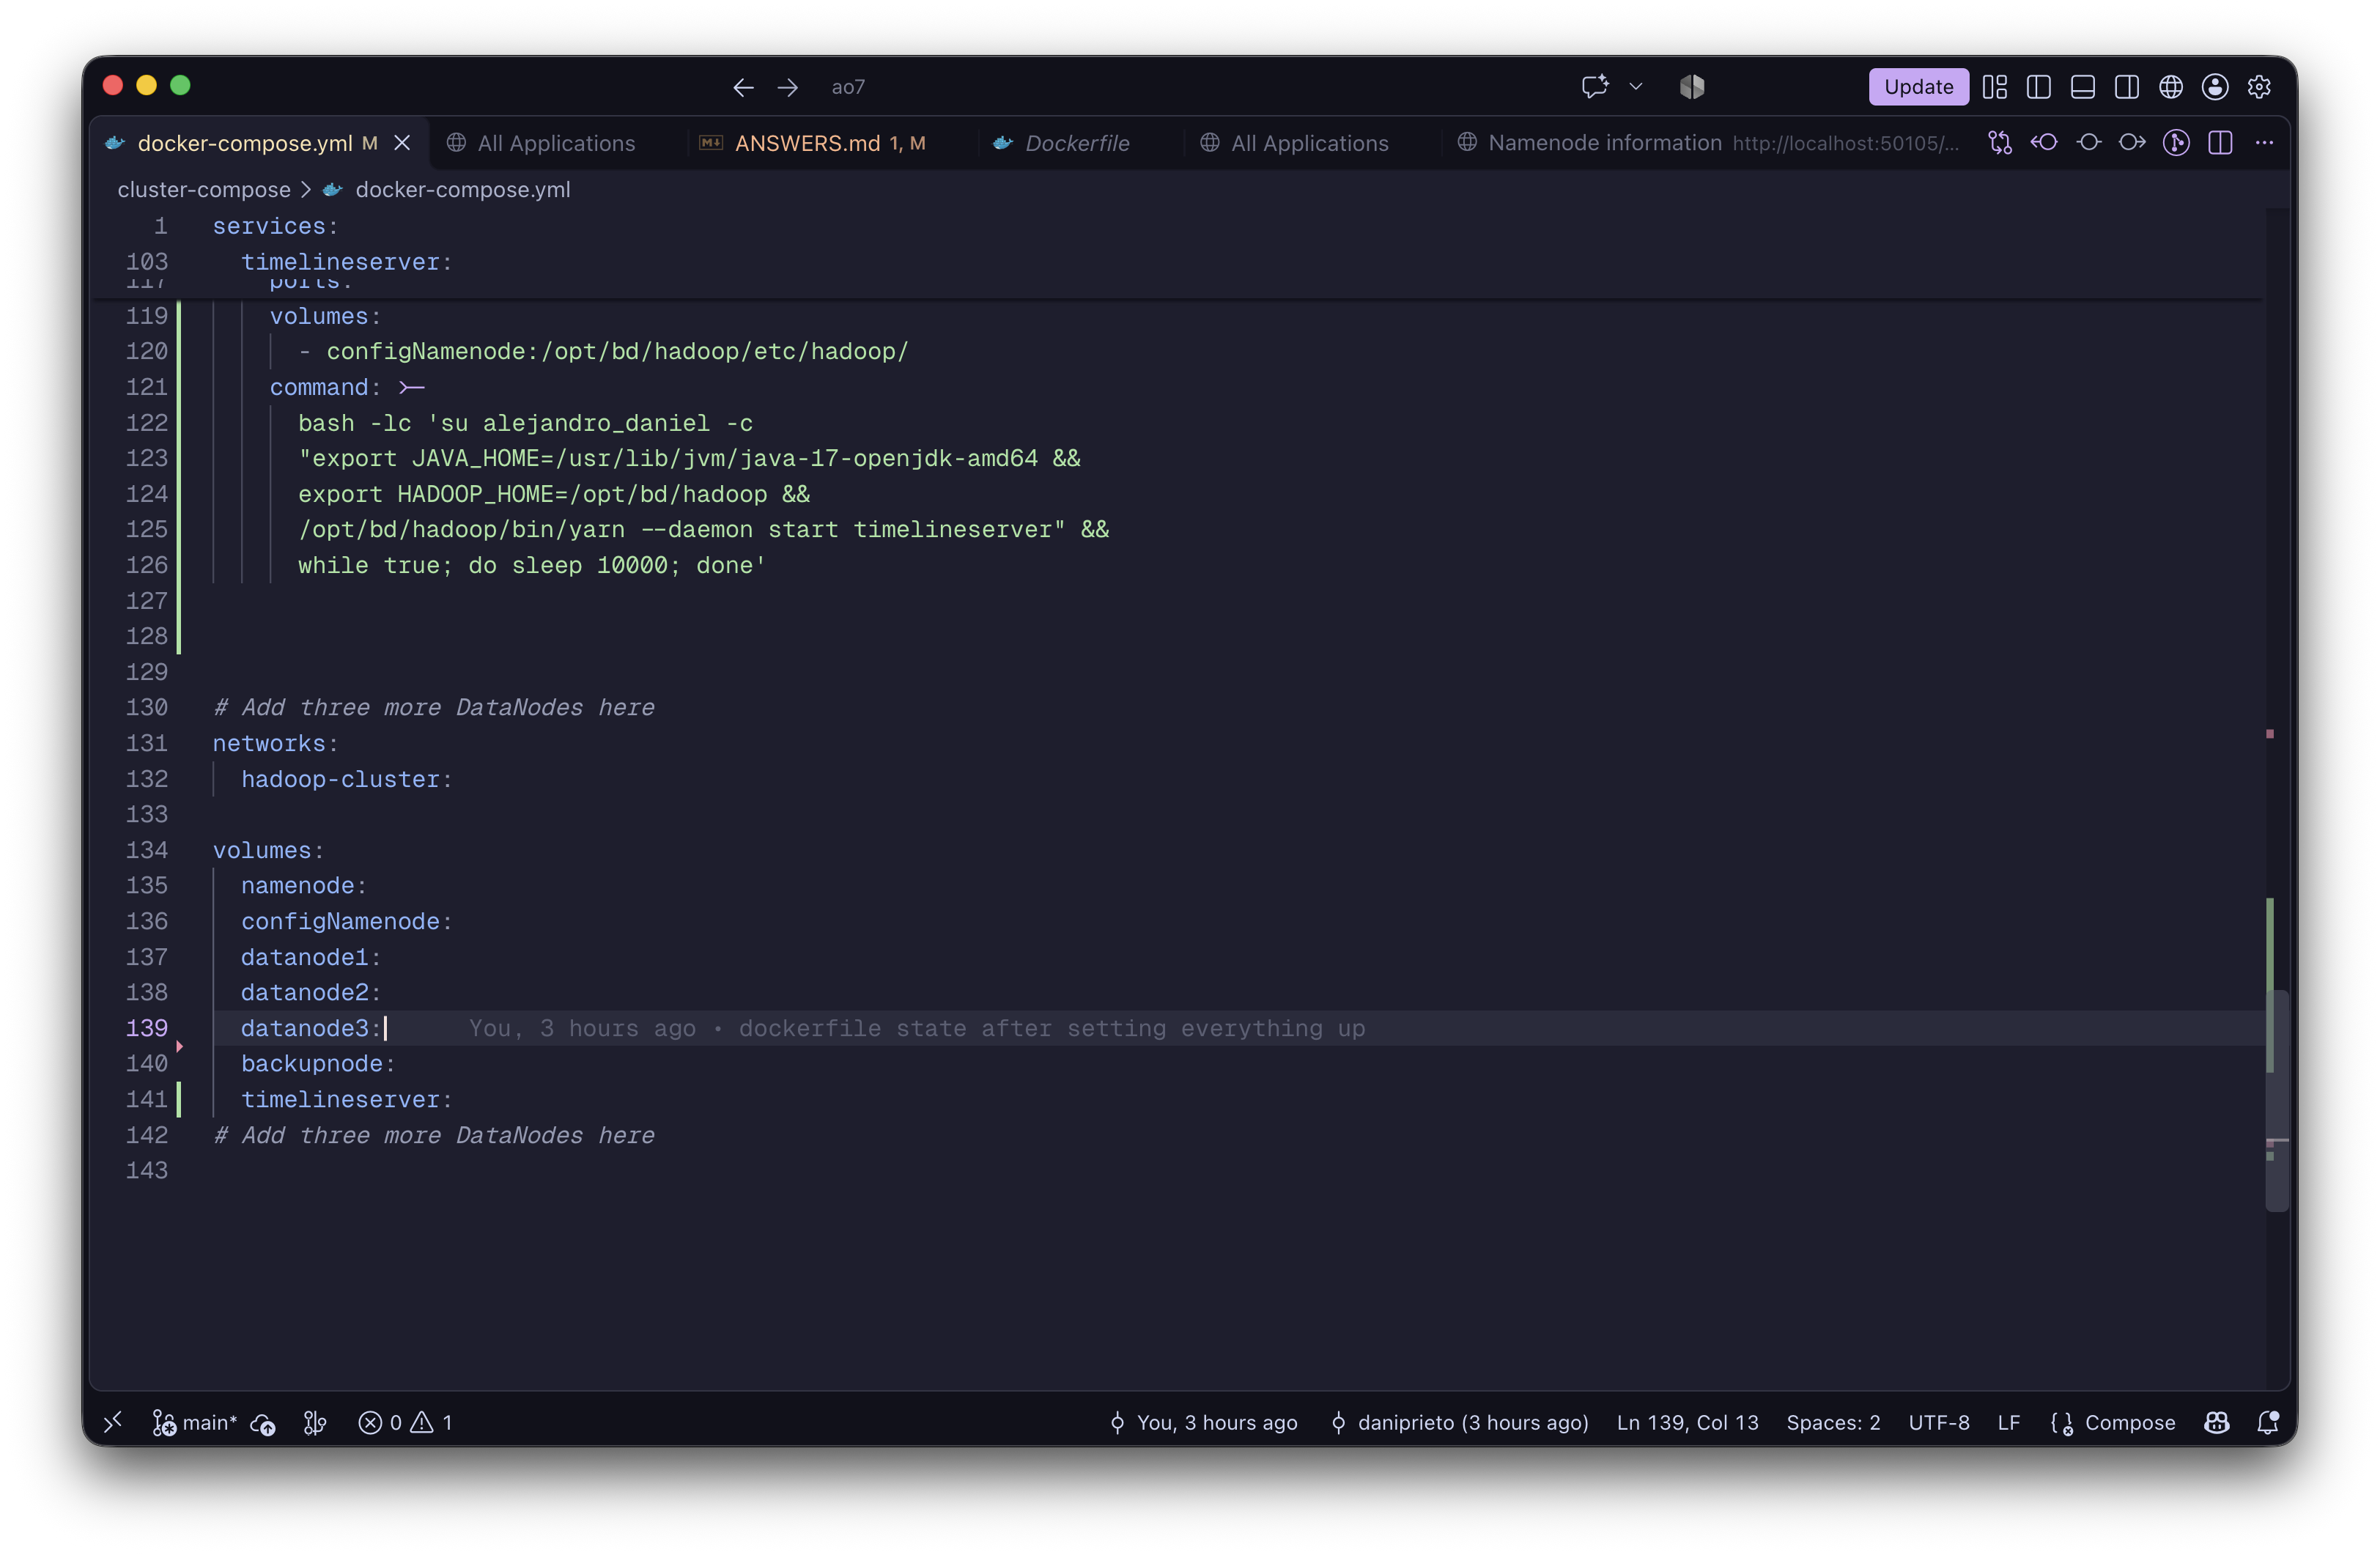 ao7
Update
docker-compose.yml M
All Applications
ANSWERS.md 1, M
Dockerfile
All Applications
Namenode information http://localhost:50105/...
cluster-compose > docker-compose.yml
1 services:
103 timelineserver:
117 ports:
119 volumes:
120 - configNamenode:/opt/bd/hadoop/etc/hadoop/
121 command: >-
122 bash -lc 'su alejandro_daniel -c
123 "export JAVA_HOME=/usr/lib/jvm/java-17-openjdk-amd64 &&
124 export HADOOP_HOME=/opt/bd/hadoop &&
125 /opt/bd/hadoop/bin/yarn --daemon start timelineserver" &&
126 while true; do sleep 10000; done'
127
128
129
130 # Add three more DataNodes here
131 networks:
132 hadoop-cluster:
133
134 volumes:
135 namenode:
136 configNamenode:
137 datanode1:
138 datanode2:
139 datanode3: You, 3 hours ago • dockerfile state after setting everything up
140 backupnode:
141 timelineserver:
142 # Add three more DataNodes here
143
main* 0 1 You, 3 hours ago daniprieto (3 hours ago) Ln 139, Col 13 Spaces: 2 UTF-8 LF Compose